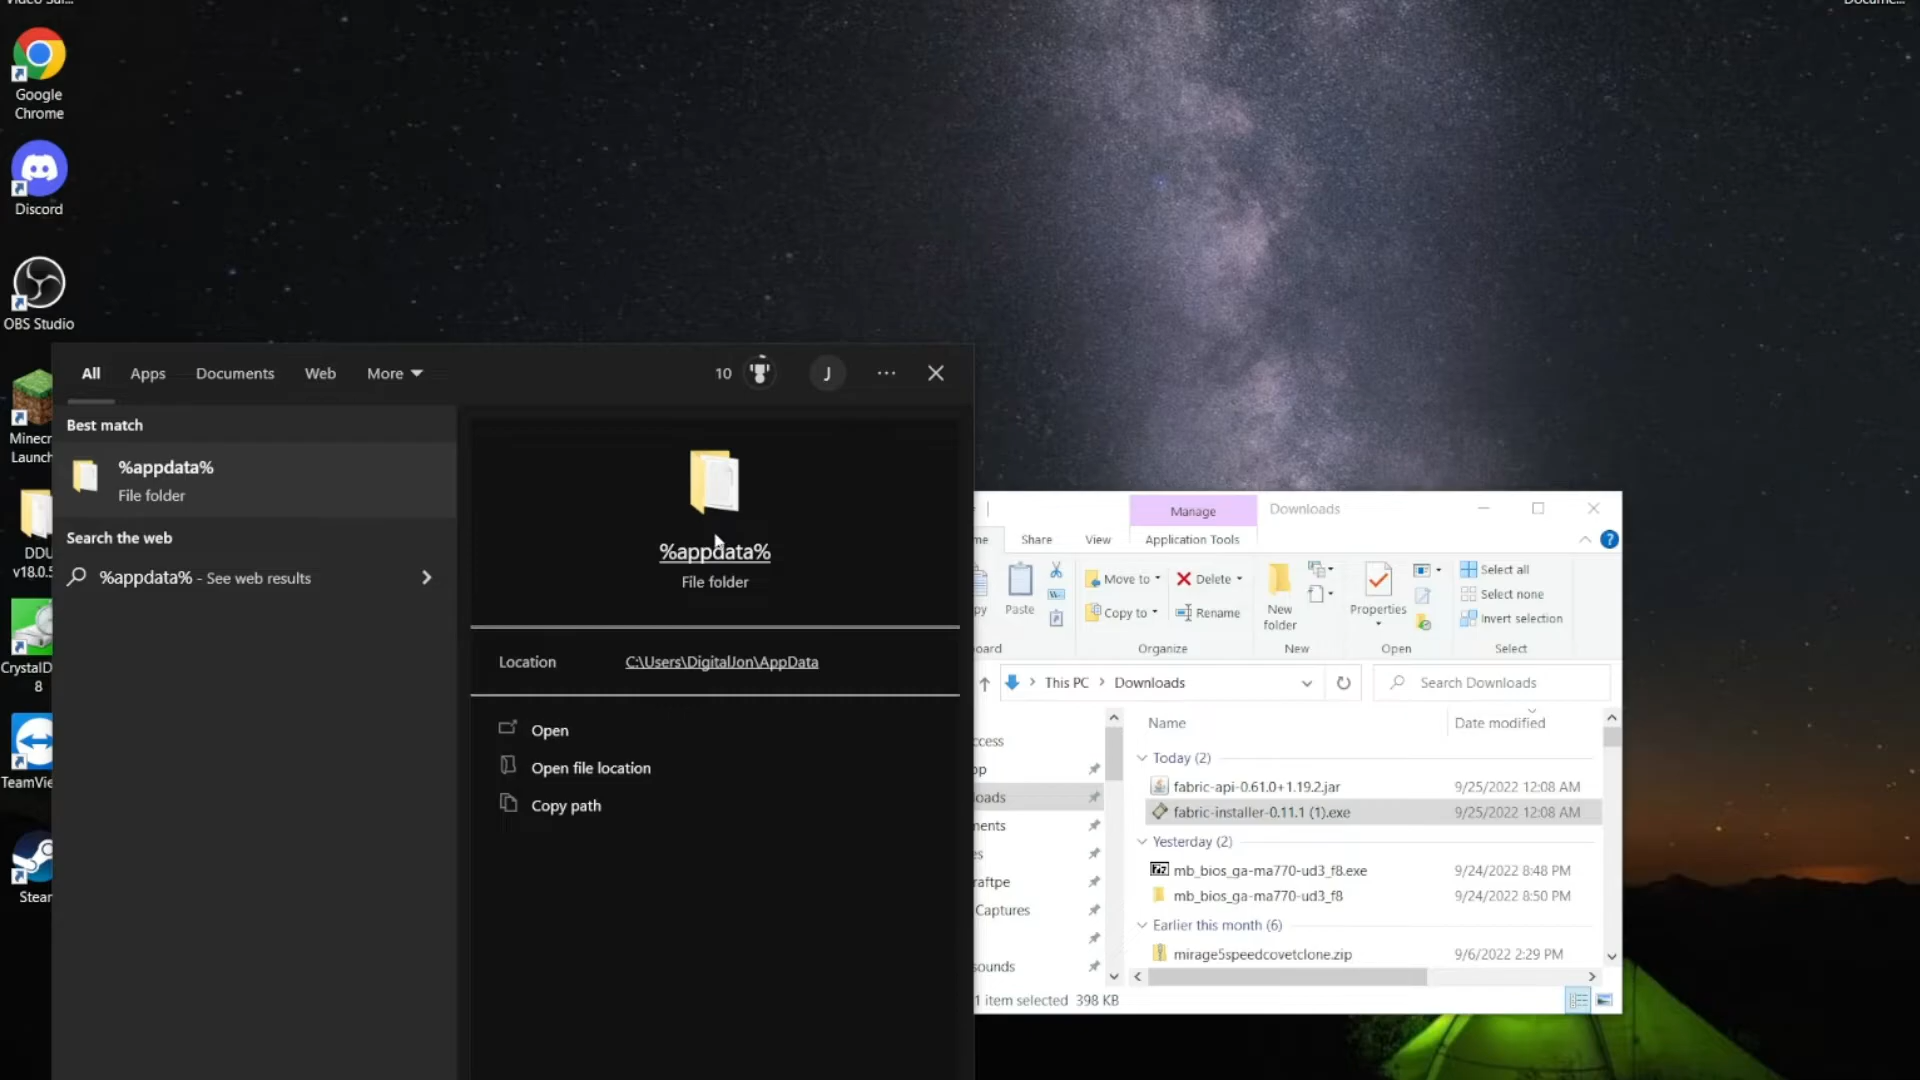 Google
Chrome
Discord
OBS Studio
Minecr
Launch
DDU
v18.0.5
CrystalD
8
TeamVie
Stear
All
Apps
Documents
Web
More
10
J
Best match
%appdata%
File folder
Search the web
%appdata% - See web results
%appdata%
File folder
Location
C:\Users\DigitalJon\AppData
Open
Open file location
Copy path
Manage
Downloads
me
Share
View
Application Tools
py
Paste
Move to
Copy to
Delete
Rename
New
folder
Properties
Select all
Select none
Invert selection
oard
Organize
New
Open
Select
This PC > Downloads
Search Downloads
ccess
op
oads
nents
es
raftpe
Captures
sounds
Name
Date modified
Today (2)
fabric-api-0.61.0+1.19.2.jar 9/25/2022 12:08 AM
fabric-installer-0.11.1 (1).exe 9/25/2022 12:08 AM
Yesterday (2)
mb_bios_ga-ma770-ud3_f8.exe 9/24/2022 8:48 PM
mb_bios_ga-ma770-ud3_f8 9/24/2022 8:50 PM
Earlier this month (6)
mirage5speedcovetclone.zip 9/6/2022 2:29 PM
1 item selected 398 KB